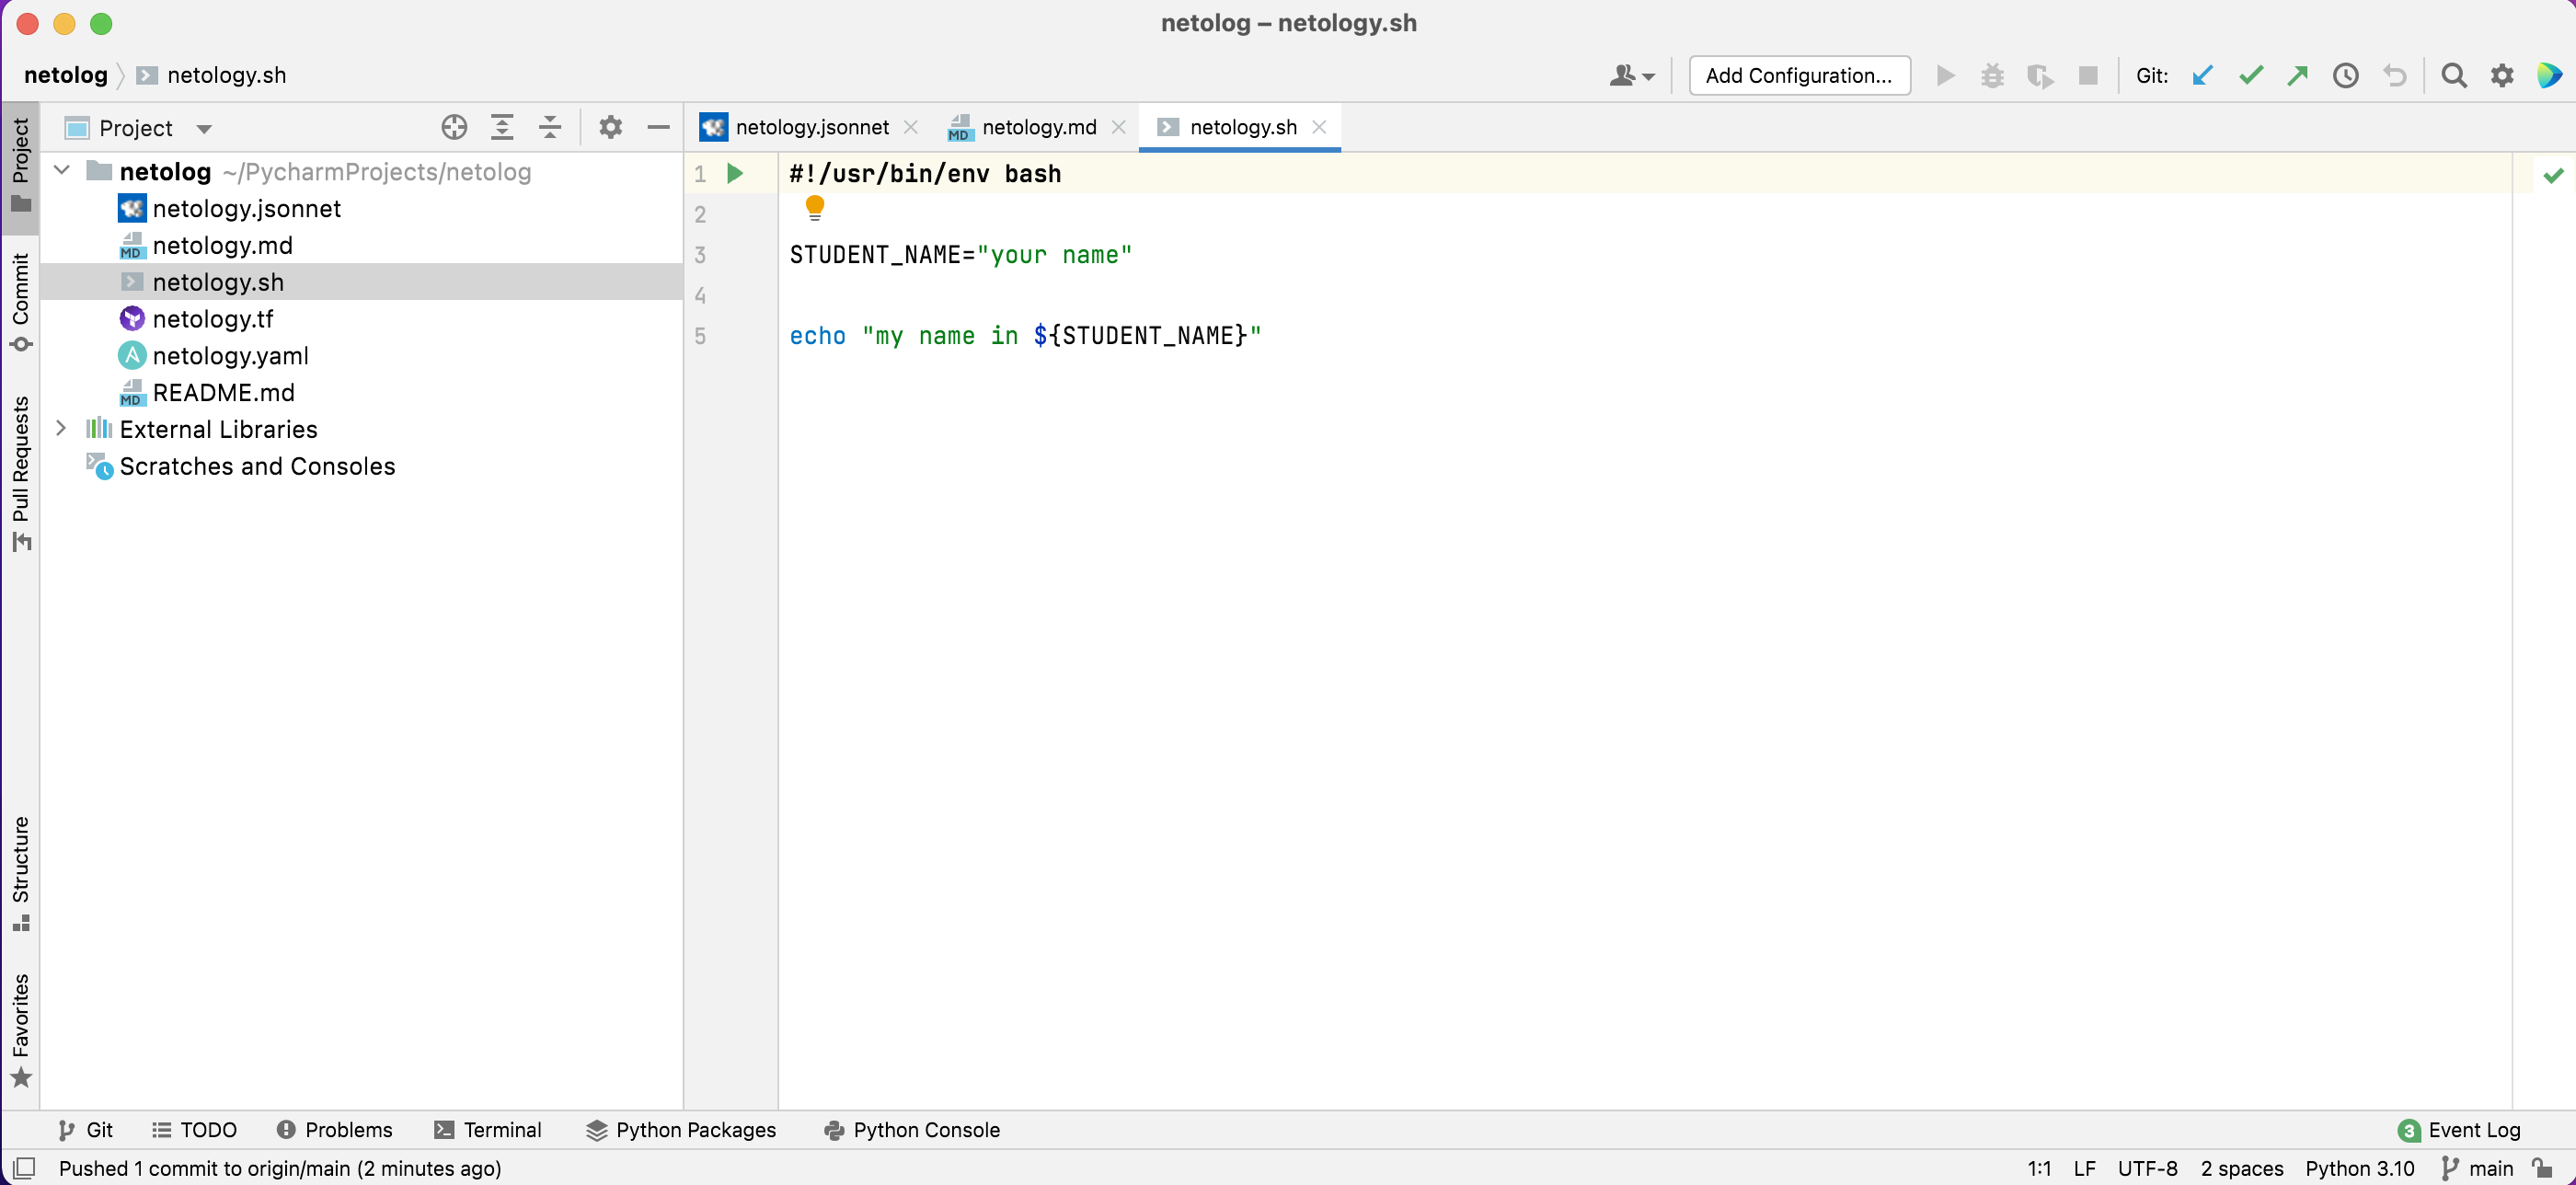 netolog – netology.sh
netolog netology.sh
Add Configuration... Git:
Project
netology.jsonnet netology.md netology.sh
Project
Commit
Pull Requests
Structure
Favorites
netolog ~/PycharmProjects/netolog
netology.jsonnet
MD netology.md
netology.sh
netology.tf
A netology.yaml
MD README.md
External Libraries
Scratches and Consoles
1 #!/usr/bin/env bash
2
3 STUDENT_NAME="your name"
4
5 echo "my name in ${STUDENT_NAME}"
Git TODO Problems Terminal Python Packages Python Console 3 Event Log
Pushed 1 commit to origin/main (2 minutes ago) 1:1 LF UTF-8 2 spaces Python 3.10 main